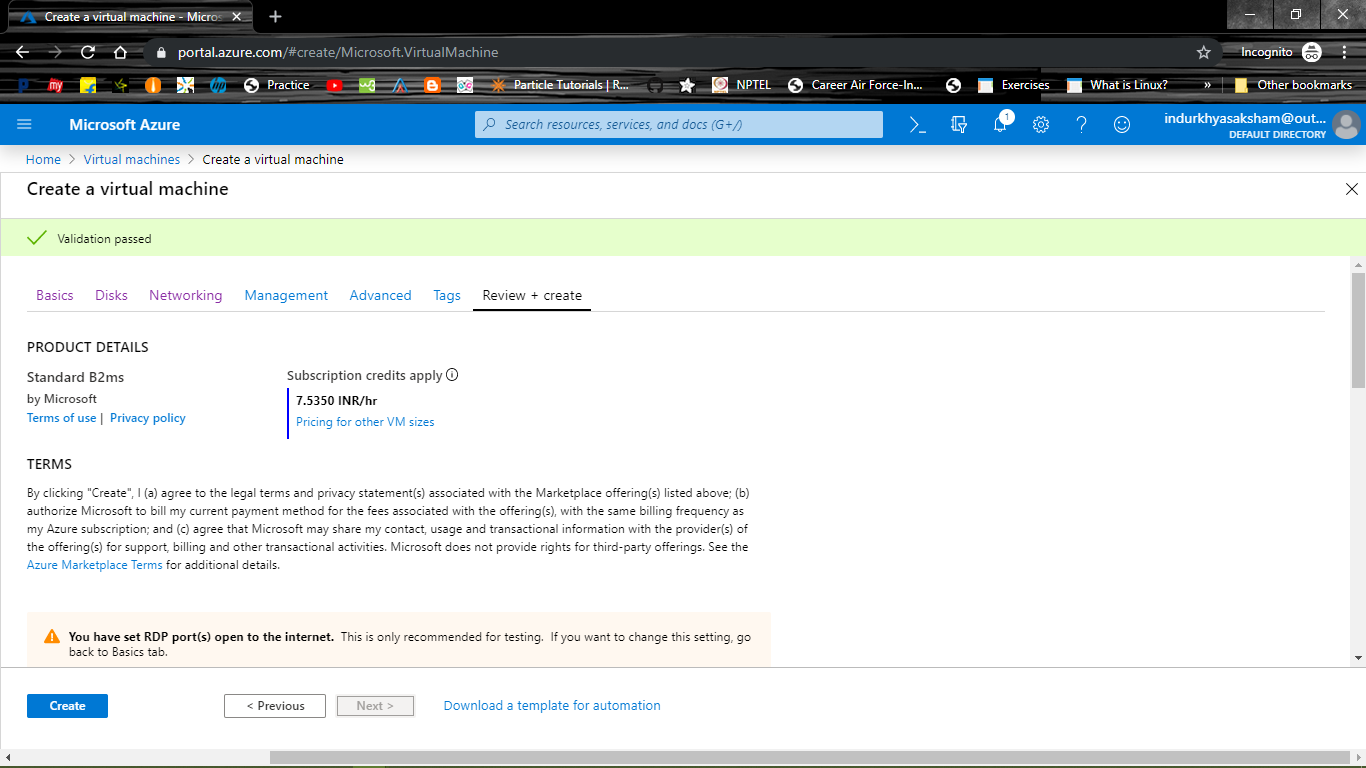 Create a virtual machine - Micros
portal.azure.com/#create/Microsoft.VirtualMachine
Incognito
my
Practice
Particle Tutorials | R...
NPTEL
Career Air Force-In...
Exercises
What is Linux?
»
Other bookmarks
Microsoft Azure
Search resources, services, and docs (G+/)
1
indurkhyasaksham@out...
DEFAULT DIRECTORY
Home > Virtual machines > Create a virtual machine
Create a virtual machine
Validation passed
Basics Disks Networking Management Advanced Tags Review + create
PRODUCT DETAILS
Standard B2ms
by Microsoft
Terms of use | Privacy policy
Subscription credits apply
7.5350 INR/hr
Pricing for other VM sizes
TERMS
By clicking "Create", I (a) agree to the legal terms and privacy statement(s) associated with the Marketplace offering(s) listed above; (b)
authorize Microsoft to bill my current payment method for the fees associated with the offering(s), with the same billing frequency as
my Azure subscription; and (c) agree that Microsoft may share my contact, usage and transactional information with the provider(s) of
the offering(s) for support, billing and other transactional activities. Microsoft does not provide rights for third-party offerings. See the
Azure Marketplace Terms for additional details.
You have set RDP port(s) open to the internet. This is only recommended for testing. If you want to change this setting, go
back to Basics tab.
Create
< Previous
Next >
Download a template for automation